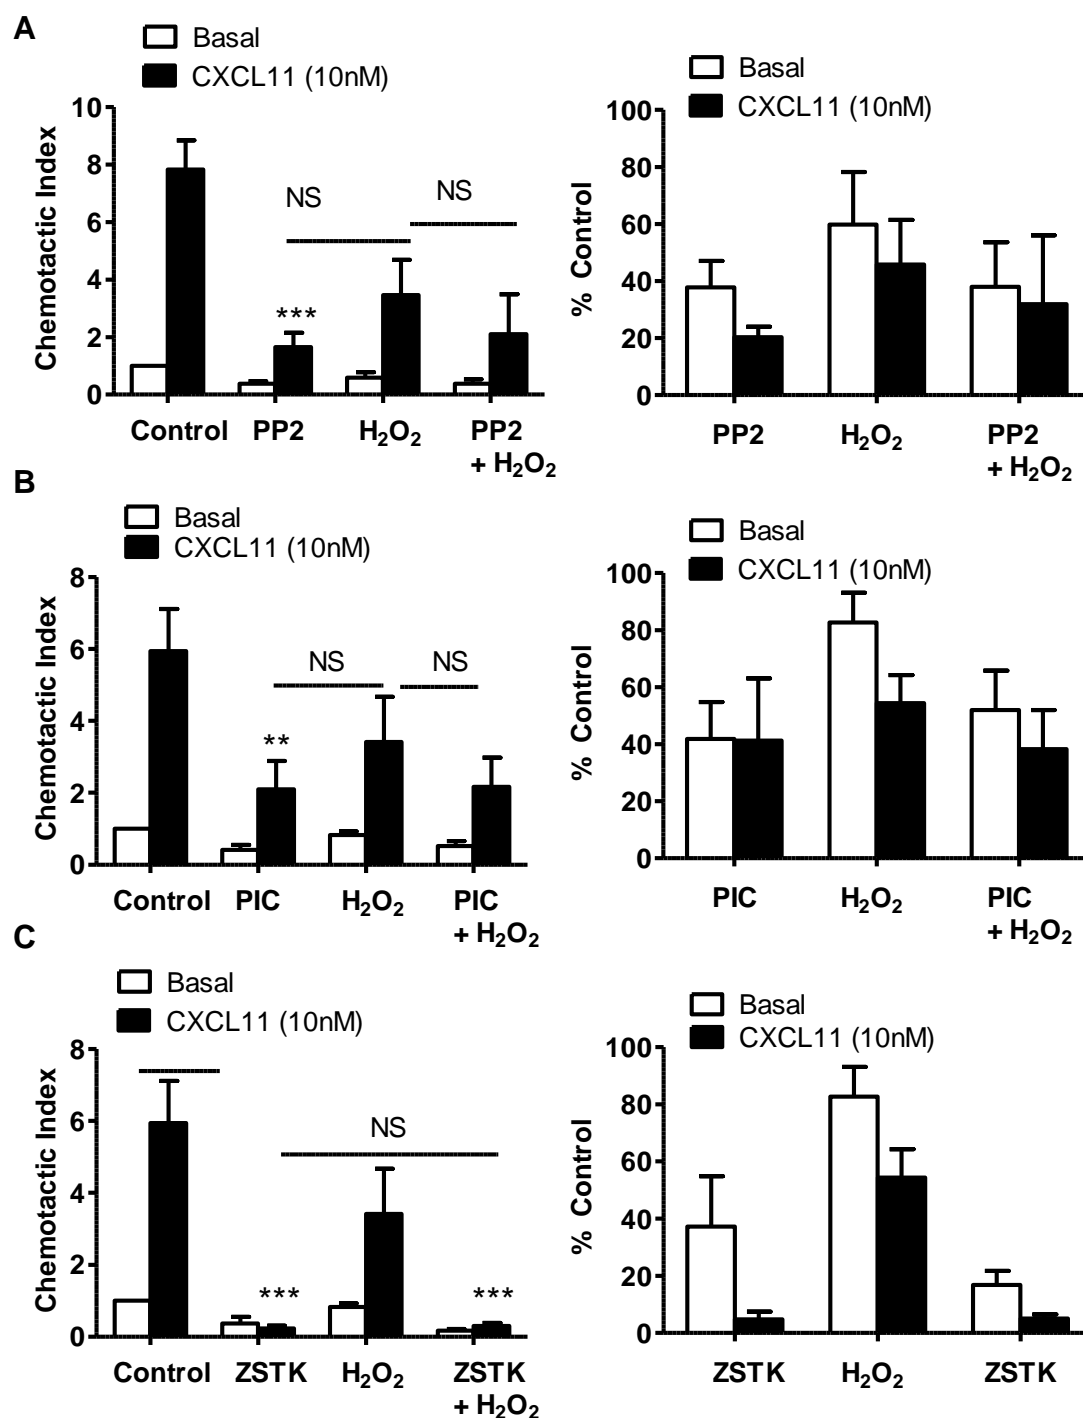 A
Basal
CXCL11 (10nM)
Chemotactic Index
10
8
6
4
2
0
NS
NS
***
Control PP2 H₂O₂ PP2
+ H₂O₂
Basal
CXCL11 (10nM)
% Control
100
80
60
40
20
0
PP2 H₂O₂ PP2
+ H₂O₂
B
Basal
CXCL11 (10nM)
Chemotactic Index
8
6
4
2
0
NS
NS
**
Control PIC H₂O₂ PIC
+ H₂O₂
Basal
CXCL11 (10nM)
% Control
100
80
60
40
20
0
PIC H₂O₂ PIC
+ H₂O₂
C
Basal
CXCL11 (10nM)
Chemotactic Index
8
6
4
2
0
NS
***
***
Control ZSTK H₂O₂ ZSTK
+ H₂O₂
Basal
CXCL11 (10nM)
% Control
100
80
60
40
20
0
ZSTK H₂O₂ ZSTK